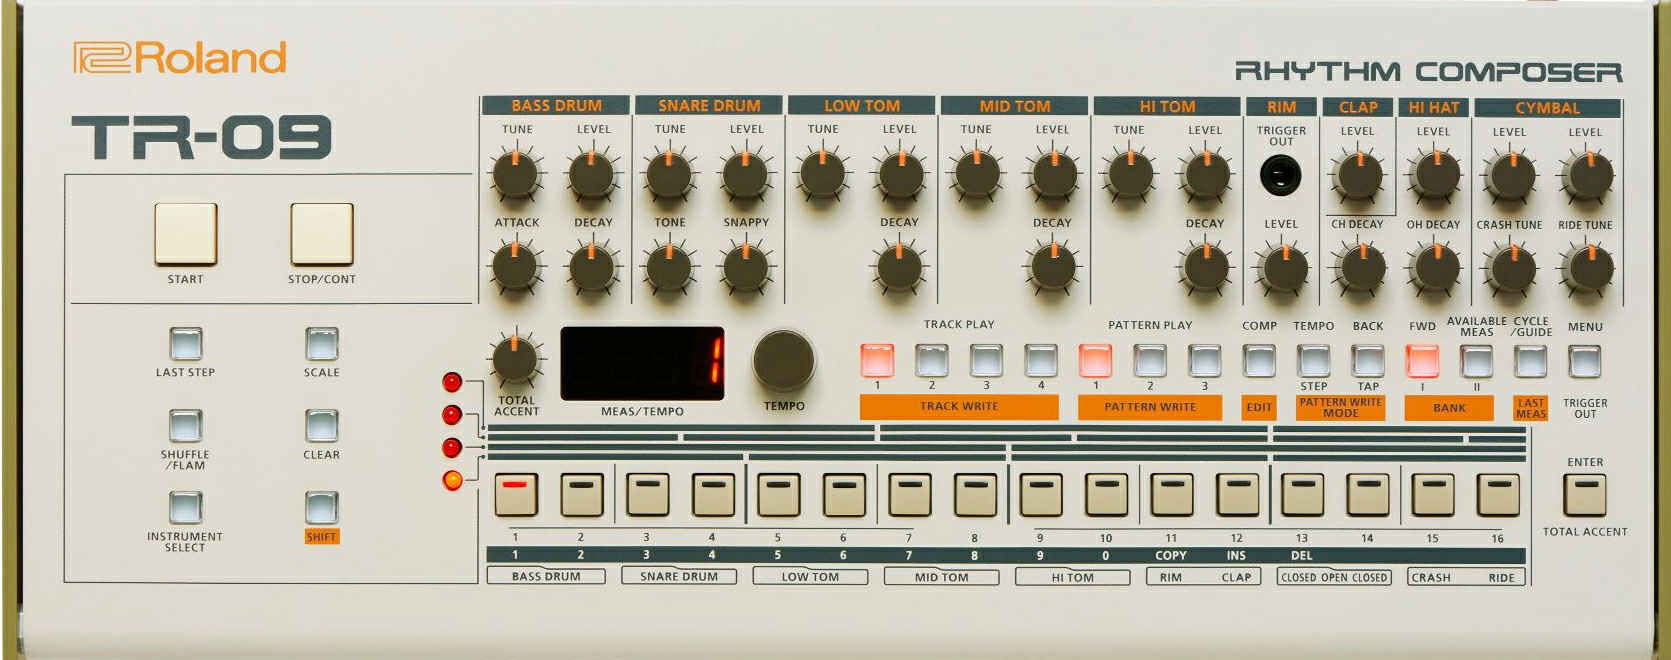 Roland
RHYTHM COMPOSER
TR-09
BASS DRUM SNARE DRUM LOW TOM MID TOM HI TOM RIM CLAP HI HAT CYMBAL
TUNE LEVEL TUNE LEVEL TUNE LEVEL TUNE LEVEL TUNE LEVEL TRIGGER OUT LEVEL LEVEL LEVEL LEVEL
ATTACK DECAY TONE SNAPPY DECAY DECAY DECAY LEVEL CH DECAY OH DECAY CRASH TUNE RIDE TUNE
START STOP/CONT
TRACK PLAY PATTERN PLAY COMP TEMPO BACK FWD AVAILABLE MEAS CYCLE /GUIDE MENU
1
LAST STEP SCALE
1 2 3 4 1 2 3 STEP TAP I II
TOTAL ACCENT MEAS/TEMPO TEMPO TRACK WRITE PATTERN WRITE EDIT PATTERN WRITE MODE BANK LAST MEAS TRIGGER OUT
SHUFFLE /FLAM CLEAR
ENTER
INSTRUMENT SELECT SHIFT
TOTAL ACCENT
1 2 3 4 5 6 7 8 9 10 11 12 13 14 15 16
1 2 3 4 5 6 7 8 9 0 COPY INS DEL
BASS DRUM SNARE DRUM LOW TOM MID TOM HI TOM RIM CLAP CLOSED OPEN CLOSED CRASH RIDE